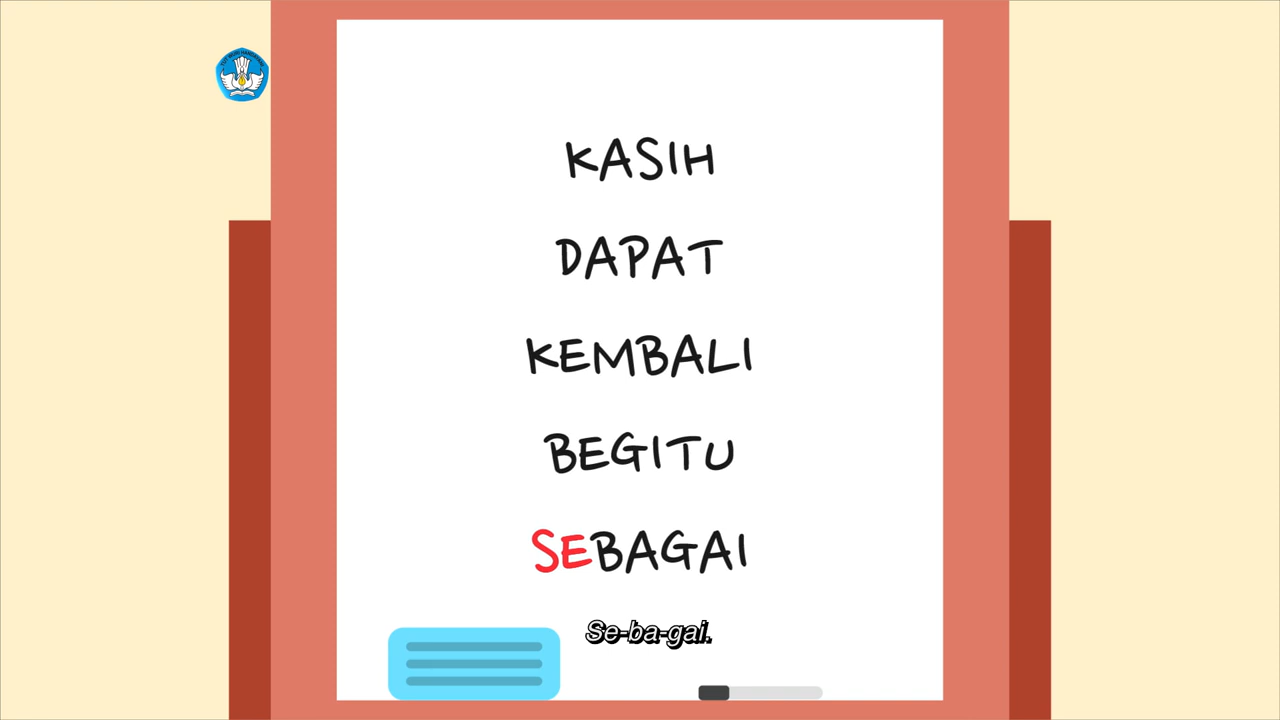 KASIH
DAPAT
KEMBALI
BEGITU
SEBAGAI
Se-ba-gai.